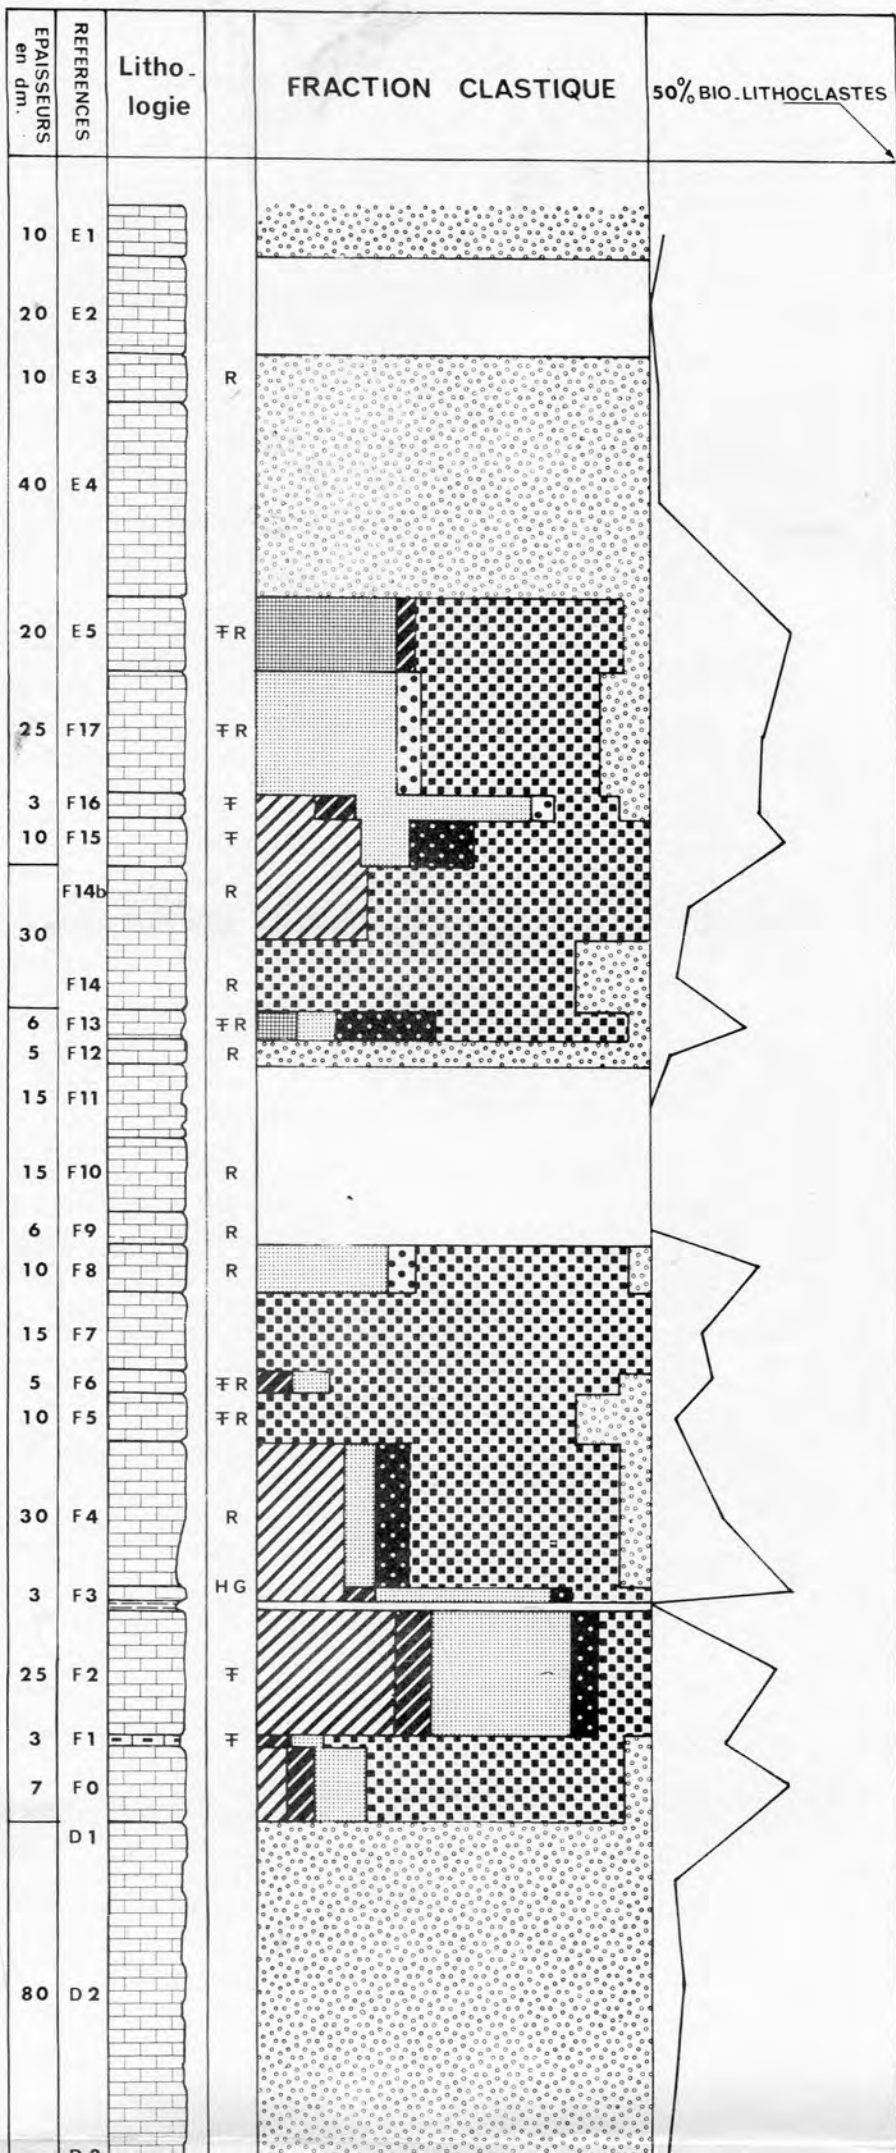 EPAISSEURS
en dm.
REFERENCES
Litho-
logie
FRACTION CLASTIQUE
50% BIO-LITHOCLASTES
10 E1
20 E2
10 E3 R
40 E4
20 E5 Ŧ R
25 F17 Ŧ R
3 F16 Ŧ
10 F15 Ŧ
F14b R
30
F14 R
6 F13 Ŧ R
5 F12 R
15 F11
15 F10 R
6 F9 R
10 F8 R
15 F7
5 F6 Ŧ R
10 F5 Ŧ R
30 F4 R
3 F3 HG
25 F2 Ŧ
3 F1 Ŧ
7 F0
D1
80 D2